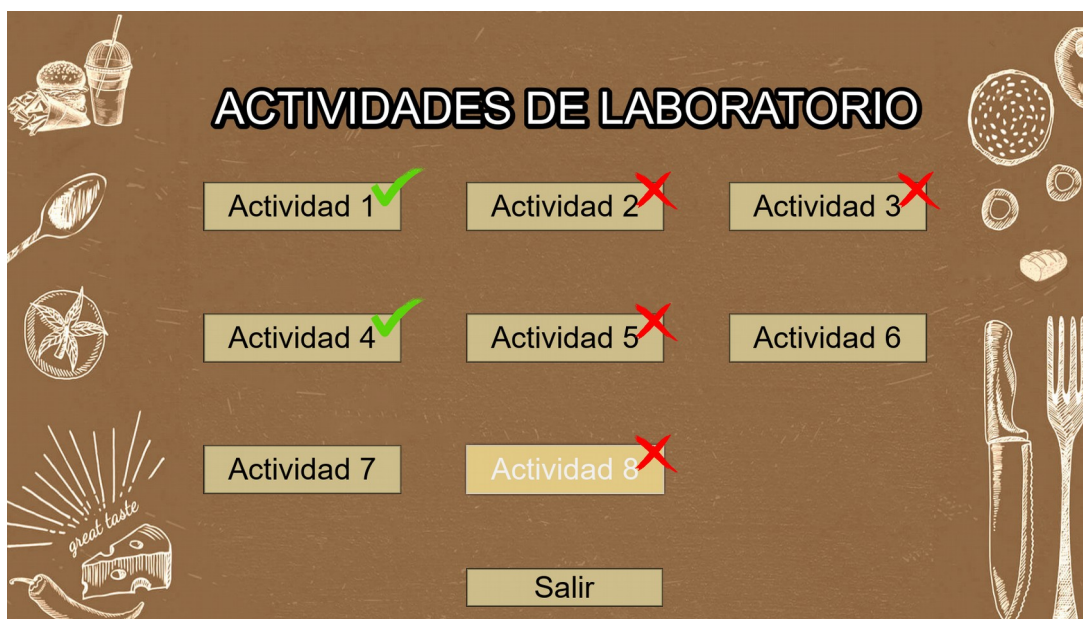 ACTIVIDADES DE LABORATORIO
Actividad 1
Actividad 2
Actividad 3
Actividad 4
Actividad 5
Actividad 6
Actividad 7
Actividad 8
great taste
Salir